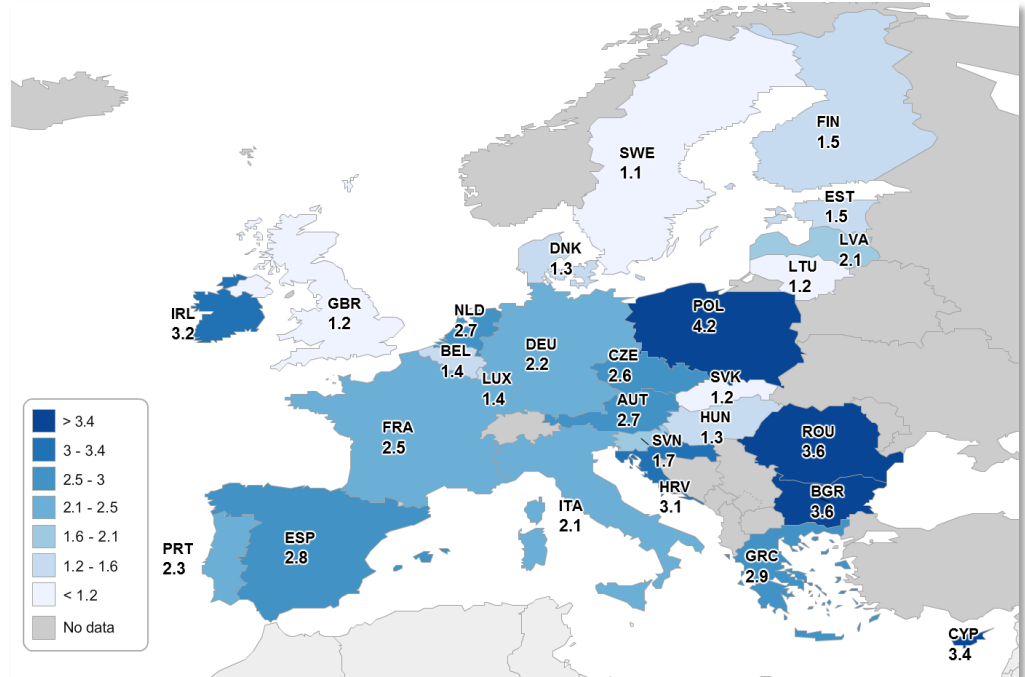 FIN
1.5
SWE
1.1
EST
1.5
LVA
2.1
DNK
1.3
LTU
1.2
IRL
3.2
GBR
1.2
NLD
2.7
POL
4.2
BEL
1.4
DEU
2.2
CZE
2.6
LUX
1.4
SVK
1.2
AUT
2.7
HUN
1.3
FRA
2.5
SVN
1.7
ROU
3.6
HRV
3.1
BGR
3.6
ITA
2.1
PRT
2.3
ESP
2.8
GRC
2.9
CYP
3.4
> 3.4
3 - 3.4
2.5 - 3
2.1 - 2.5
1.6 - 2.1
1.2 - 1.6
< 1.2
No data